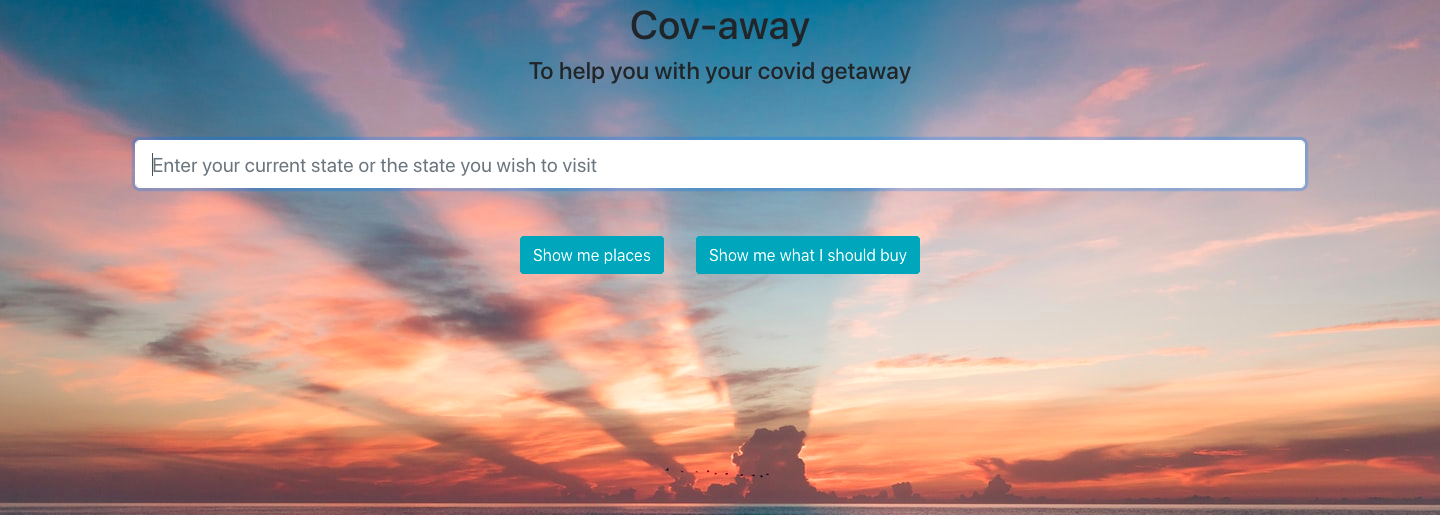 Cov-away
To help you with your covid getaway
Enter your current state or the state you wish to visit
Show me places
Show me what I should buy